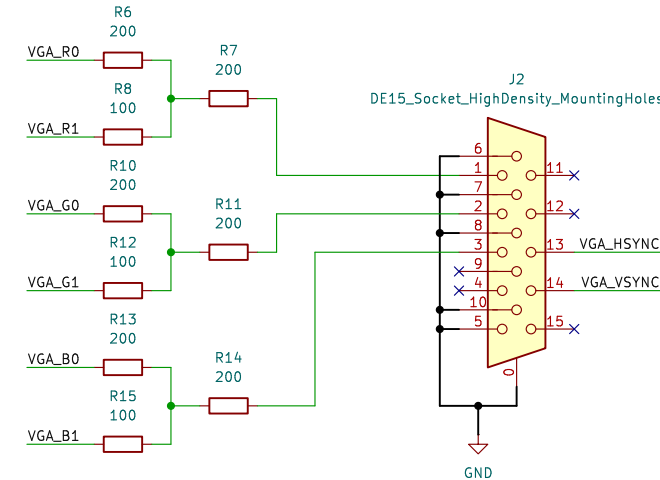 R6
200
VGA_R0
R7
200
R8
100
VGA_R1
R10
200
VGA_G0
R11
200
R12
100
VGA_G1
R13
200
VGA_B0
R14
200
R15
100
VGA_B1
J2
DE15_Socket_HighDensity_MountingHoles
6
1
11
7
2
12
8
3
13
VGA_HSYNC
9
4
14
VGA_VSYNC
10
5
15
0
GND